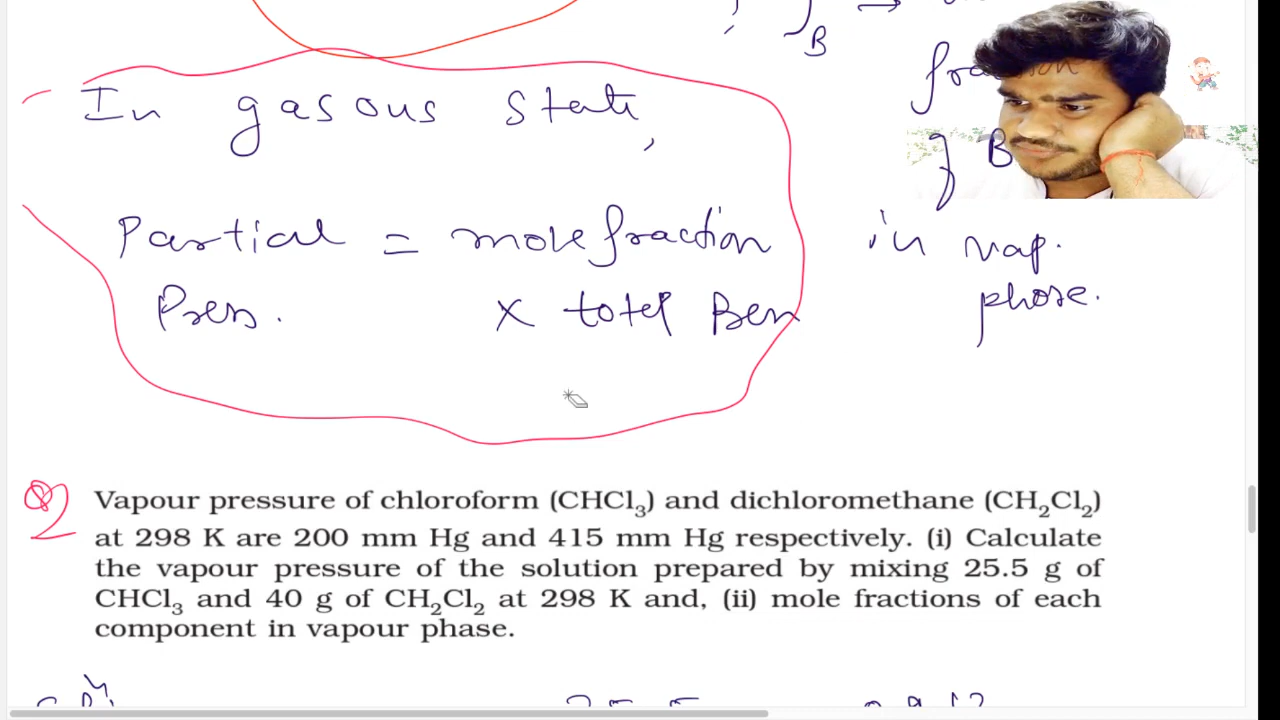 B →
fraction
In gasous state,
of B
Partial = mole fraction
in vap.
Pres. × total Pres
phase.
Q
Vapour pressure of chloroform (CHCl₃) and dichloromethane (CH₂Cl₂)
at 298 K are 200 mm Hg and 415 mm Hg respectively. (i) Calculate
the vapour pressure of the solution prepared by mixing 25.5 g of
CHCl₃ and 40 g of CH₂Cl₂ at 298 K and, (ii) mole fractions of each
component in vapour phase.